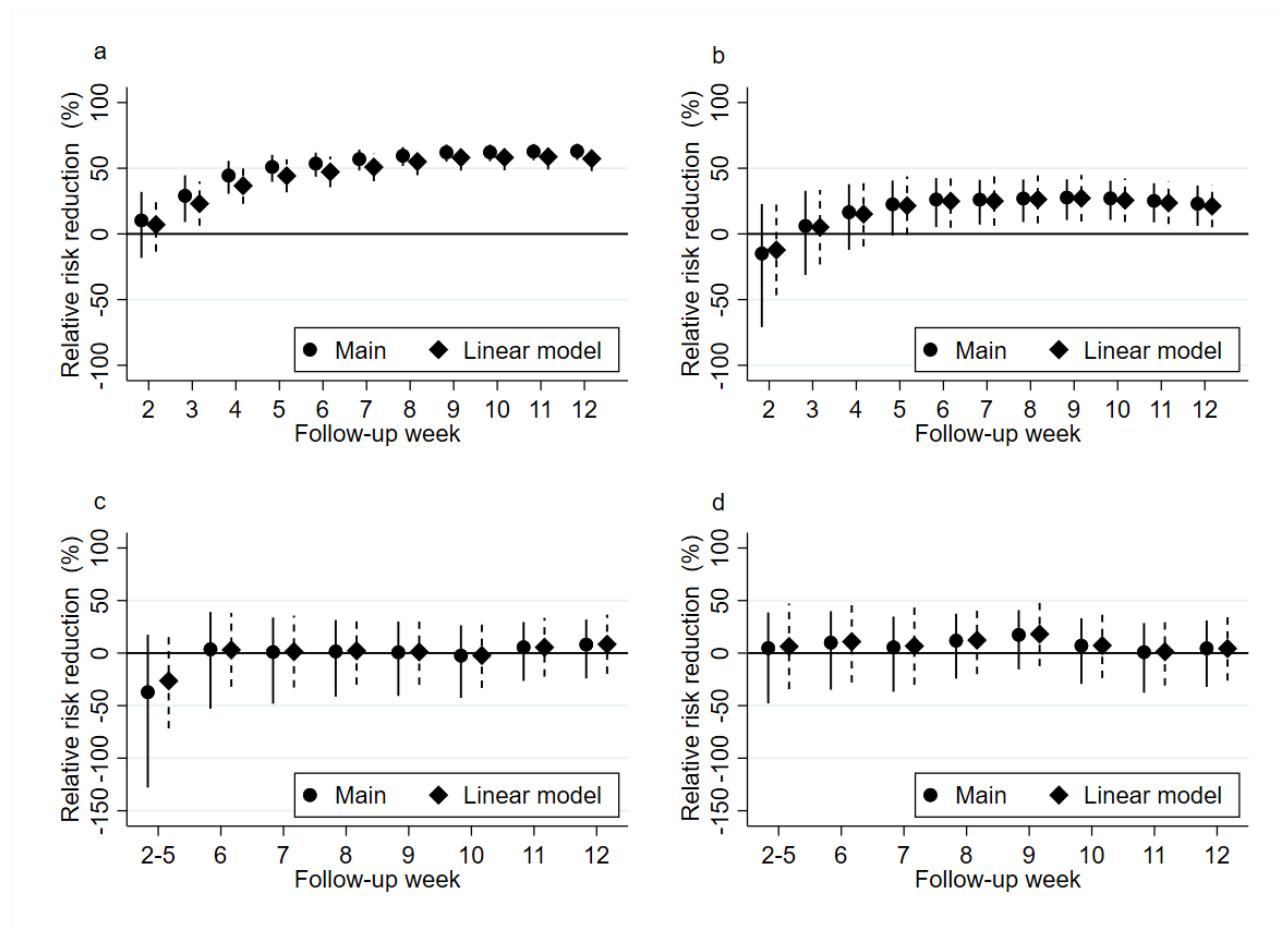 a
Relative risk reduction (%)
100
50
0
-50
-100
Main
Linear model
2 3 4 5 6 7 8 9 10 11 12
Follow-up week
b
Relative risk reduction (%)
100
50
0
-50
-100
Main
Linear model
2 3 4 5 6 7 8 9 10 11 12
Follow-up week
c
Relative risk reduction (%)
100
50
0
-50
-100
-150
Main
Linear model
2-5 6 7 8 9 10 11 12
Follow-up week
d
Relative risk reduction (%)
100
50
0
-50
-100
-150
Main
Linear model
2-5 6 7 8 9 10 11 12
Follow-up week